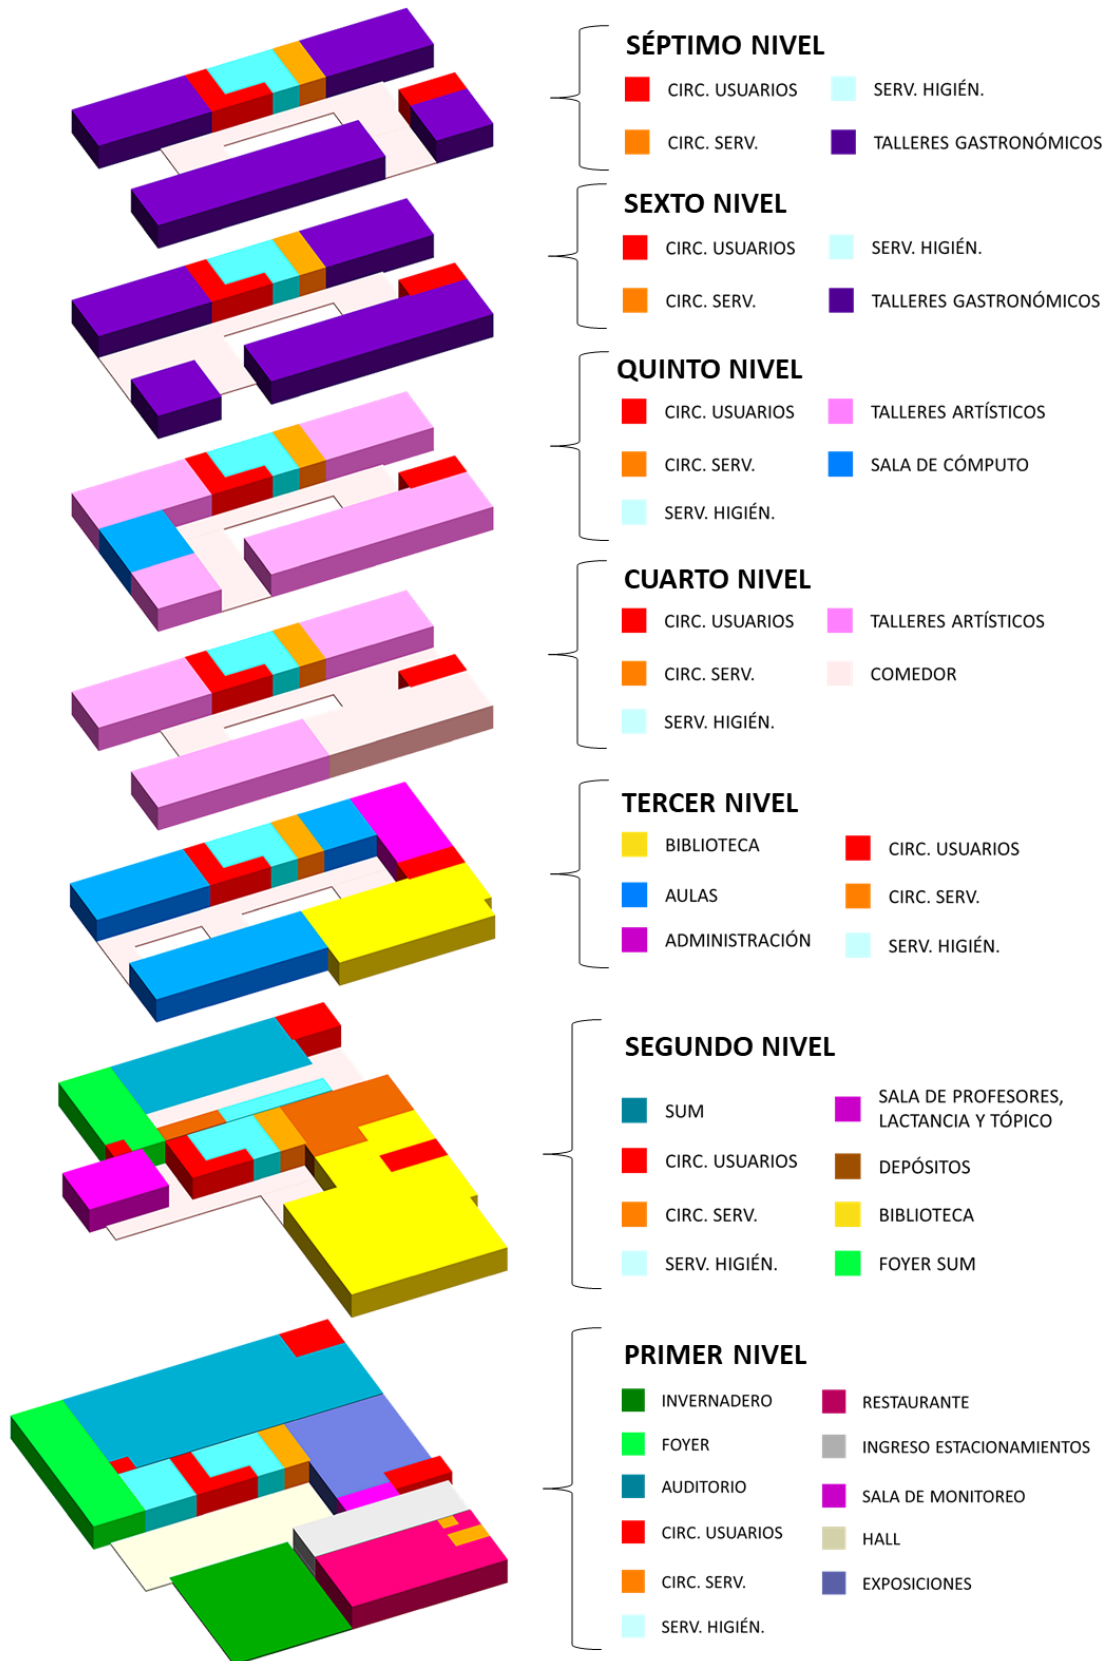 SÉPTIMO NIVEL
CIRC. USUARIOS
SERV. HIGIÉN.
CIRC. SERV.
TALLERES GASTRONÓMICOS
SEXTO NIVEL
CIRC. USUARIOS
SERV. HIGIÉN.
CIRC. SERV.
TALLERES GASTRONÓMICOS
QUINTO NIVEL
CIRC. USUARIOS
TALLERES ARTÍSTICOS
CIRC. SERV.
SALA DE CÓMPUTO
SERV. HIGIÉN.
CUARTO NIVEL
CIRC. USUARIOS
TALLERES ARTÍSTICOS
CIRC. SERV.
COMEDOR
SERV. HIGIÉN.
TERCER NIVEL
BIBLIOTECA
CIRC. USUARIOS
AULAS
CIRC. SERV.
ADMINISTRACIÓN
SERV. HIGIÉN.
SEGUNDO NIVEL
SUM
SALA DE PROFESORES,
LACTANCIA Y TÓPICO
CIRC. USUARIOS
DEPÓSITOS
CIRC. SERV.
BIBLIOTECA
SERV. HIGIÉN.
FOYER SUM
PRIMER NIVEL
INVERNADERO
RESTAURANTE
FOYER
INGRESO ESTACIONAMIENTOS
AUDITORIO
SALA DE MONITOREO
CIRC. USUARIOS
HALL
CIRC. SERV.
EXPOSICIONES
SERV. HIGIÉN.